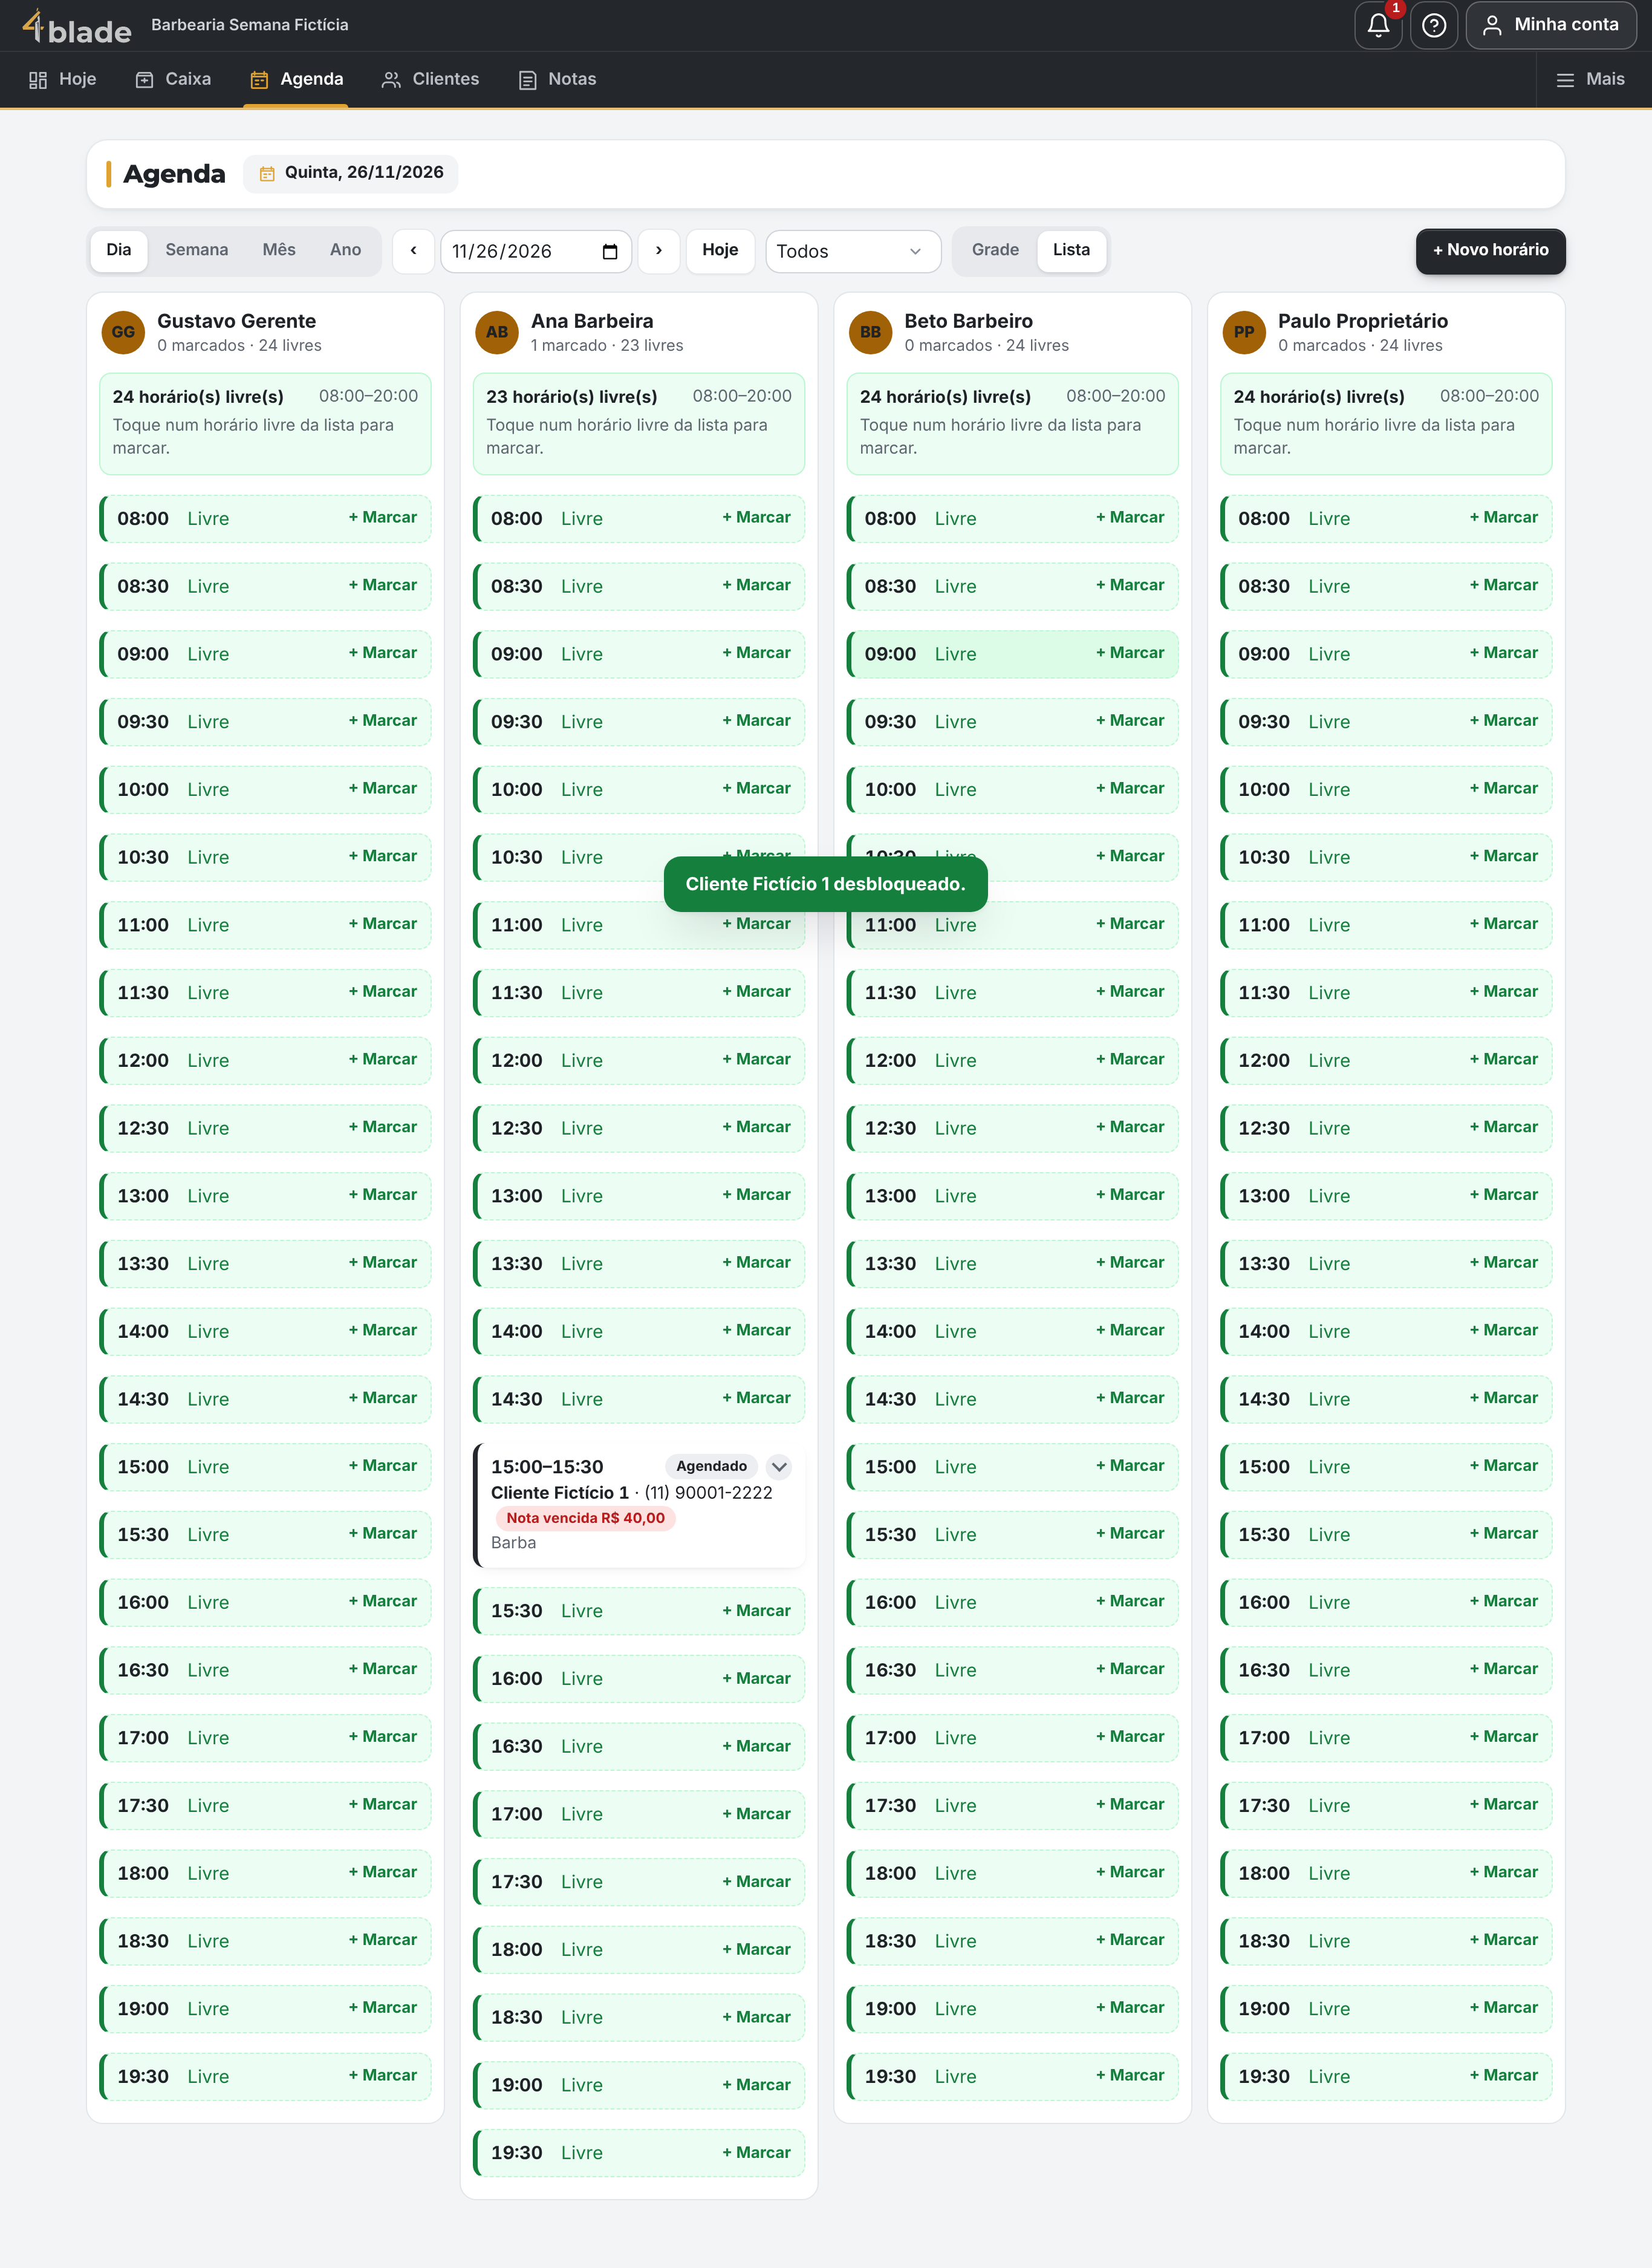 4blade Barbearia Semana Fictícia
1
Minha conta
Hoje Caixa Agenda Clientes Notas Mais
Agenda Quinta, 26/11/2026
Dia Semana Mês Ano ‹ 11/26/2026 › Hoje Todos Grade Lista + Novo horário
GG Gustavo Gerente
0 marcados · 24 livres
24 horário(s) livre(s) 08:00–20:00
Toque num horário livre da lista para
marcar.
08:00 Livre + Marcar
08:30 Livre + Marcar
09:00 Livre + Marcar
09:30 Livre + Marcar
10:00 Livre + Marcar
10:30 Livre + Marcar
11:00 Livre + Marcar
11:30 Livre + Marcar
12:00 Livre + Marcar
12:30 Livre + Marcar
13:00 Livre + Marcar
13:30 Livre + Marcar
14:00 Livre + Marcar
14:30 Livre + Marcar
15:00 Livre + Marcar
15:30 Livre + Marcar
16:00 Livre + Marcar
16:30 Livre + Marcar
17:00 Livre + Marcar
17:30 Livre + Marcar
18:00 Livre + Marcar
18:30 Livre + Marcar
19:00 Livre + Marcar
19:30 Livre + Marcar
AB Ana Barbeira
1 marcado · 23 livres
23 horário(s) livre(s) 08:00–20:00
Toque num horário livre da lista para
marcar.
08:00 Livre + Marcar
08:30 Livre + Marcar
09:00 Livre + Marcar
09:30 Livre + Marcar
10:00 Livre + Marcar
10:30 Livre + Marcar
11:00 Livre + Marcar
11:30 Livre + Marcar
12:00 Livre + Marcar
12:30 Livre + Marcar
13:00 Livre + Marcar
13:30 Livre + Marcar
14:00 Livre + Marcar
14:30 Livre + Marcar
15:00–15:30 Agendado
Cliente Fictício 1 · (11) 90001-2222
Nota vencida R$ 40,00
Barba
15:30 Livre + Marcar
16:00 Livre + Marcar
16:30 Livre + Marcar
17:00 Livre + Marcar
17:30 Livre + Marcar
18:00 Livre + Marcar
18:30 Livre + Marcar
19:00 Livre + Marcar
19:30 Livre + Marcar
BB Beto Barbeiro
0 marcados · 24 livres
24 horário(s) livre(s) 08:00–20:00
Toque num horário livre da lista para
marcar.
08:00 Livre + Marcar
08:30 Livre + Marcar
09:00 Livre + Marcar
09:30 Livre + Marcar
10:00 Livre + Marcar
10:30 Livre + Marcar
11:00 Livre + Marcar
11:30 Livre + Marcar
12:00 Livre + Marcar
12:30 Livre + Marcar
13:00 Livre + Marcar
13:30 Livre + Marcar
14:00 Livre + Marcar
14:30 Livre + Marcar
15:00 Livre + Marcar
15:30 Livre + Marcar
16:00 Livre + Marcar
16:30 Livre + Marcar
17:00 Livre + Marcar
17:30 Livre + Marcar
18:00 Livre + Marcar
18:30 Livre + Marcar
19:00 Livre + Marcar
19:30 Livre + Marcar
PP Paulo Proprietário
0 marcados · 24 livres
24 horário(s) livre(s) 08:00–20:00
Toque num horário livre da lista para
marcar.
08:00 Livre + Marcar
08:30 Livre + Marcar
09:00 Livre + Marcar
09:30 Livre + Marcar
10:00 Livre + Marcar
10:30 Livre + Marcar
11:00 Livre + Marcar
11:30 Livre + Marcar
12:00 Livre + Marcar
12:30 Livre + Marcar
13:00 Livre + Marcar
13:30 Livre + Marcar
14:00 Livre + Marcar
14:30 Livre + Marcar
15:00 Livre + Marcar
15:30 Livre + Marcar
16:00 Livre + Marcar
16:30 Livre + Marcar
17:00 Livre + Marcar
17:30 Livre + Marcar
18:00 Livre + Marcar
18:30 Livre + Marcar
19:00 Livre + Marcar
19:30 Livre + Marcar
Cliente Fictício 1 desbloqueado.